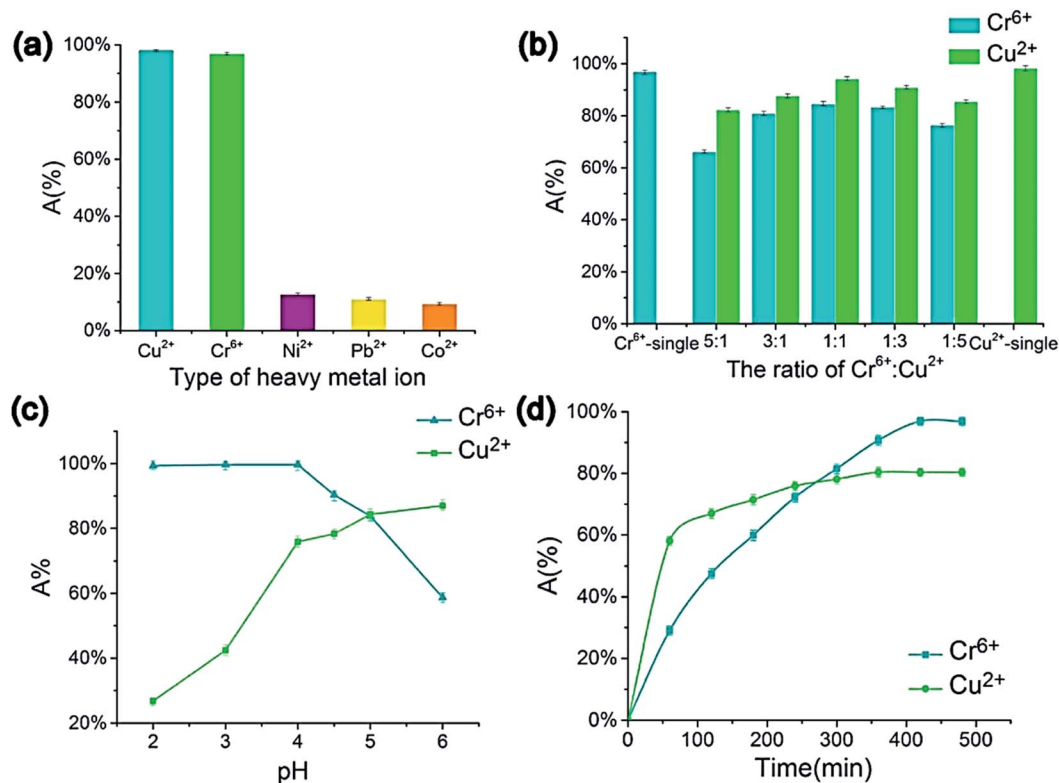 (a)
100%
80%
60%
40%
20%
0%
A(%)
Cu²⁺ Cr⁶⁺ Ni²⁺ Pb²⁺ Co²⁺
Type of heavy metal ion
(b)
Cr⁶⁺
Cu²⁺
100%
80%
60%
40%
20%
0%
A(%)
Cr⁶⁺-single 5:1 3:1 1:1 1:3 1:5 Cu²⁺-single
The ratio of Cr⁶⁺:Cu²⁺
(c)
Cr⁶⁺
Cu²⁺
100%
80%
60%
40%
20%
A%
2 3 4 5 6
pH
(d)
100%
80%
60%
40%
20%
0%
A(%)
Cr⁶⁺
Cu²⁺
0 100 200 300 400 500
Time(min)